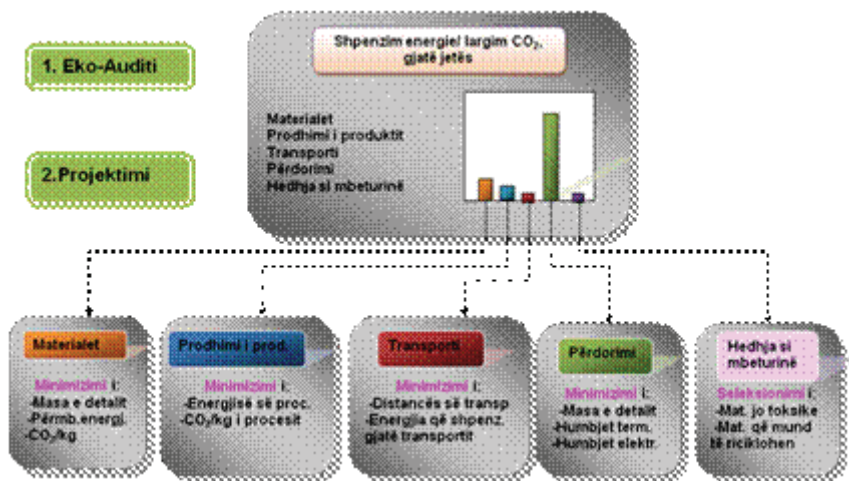 1. Eko-Auditi
2.Projektimi
Shpenzim energie/ largim CO₂,
gjatë jetës
Materialet
Prodhimi i produktit
Transporti
Përdorimi
Hedhja si mbeturinë
Materialet
Minimizimi i:
-Masa e detalit
-Përmb.energj.
-CO₂/kg
Prodhimi i prod.
Minimizimi i:
-Energjisë së proc.
-CO₂/kg i procesit
Transporti
Minimizimi i:
-Distancës së transp
-Energjia që shpenz.
gjatë transportit
Përdorimi
Minimizimi i:
-Masa e detalit
-Humbjet term.
-Humbjet elektr.
Hedhja si
mbeturinë
Seleksionimi i:
-Mat. jo toksike
-Mat. që mund
të riciklohen